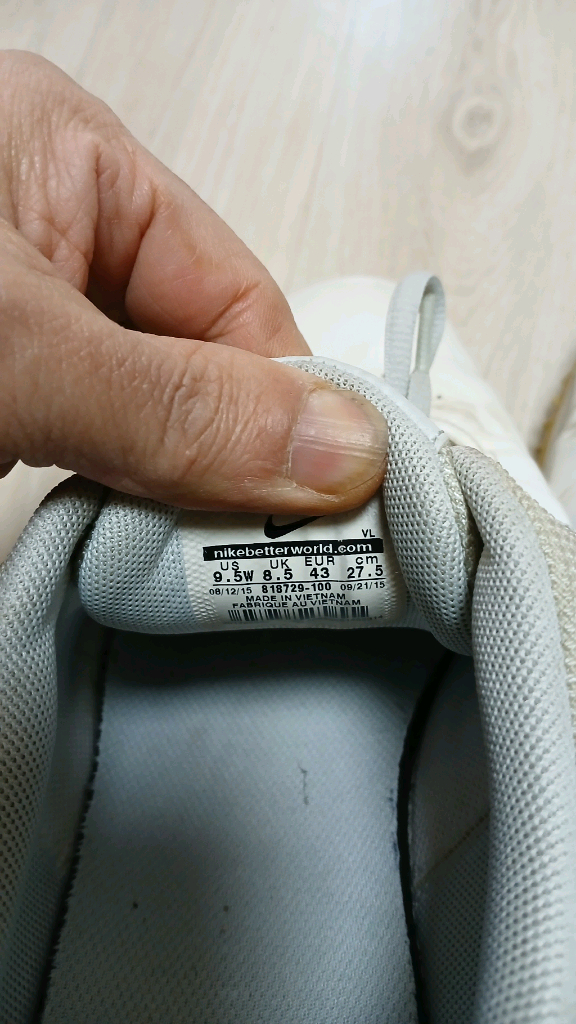 VL
nikebetterworld.com
US UK EUR cm
9.5W 8.5 43 27.5
08/12/15 818729-100 09/21/15
MADE IN VIETNAM
FABRIQUE AU VIETNAM